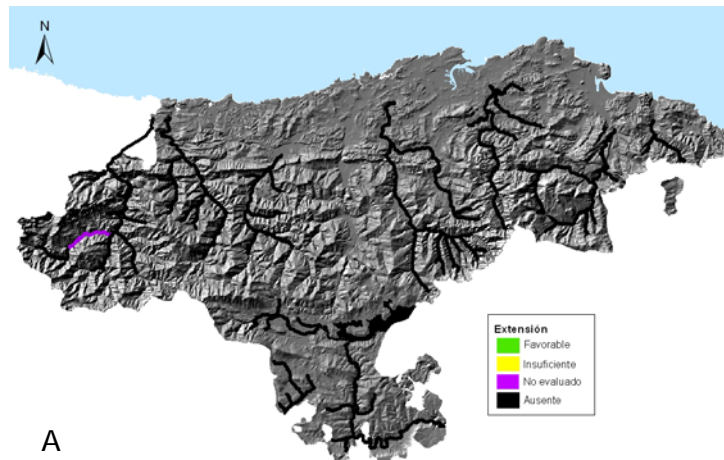 N
Extensión
Favorable
Insuficiente
No evaluado
Ausente
A